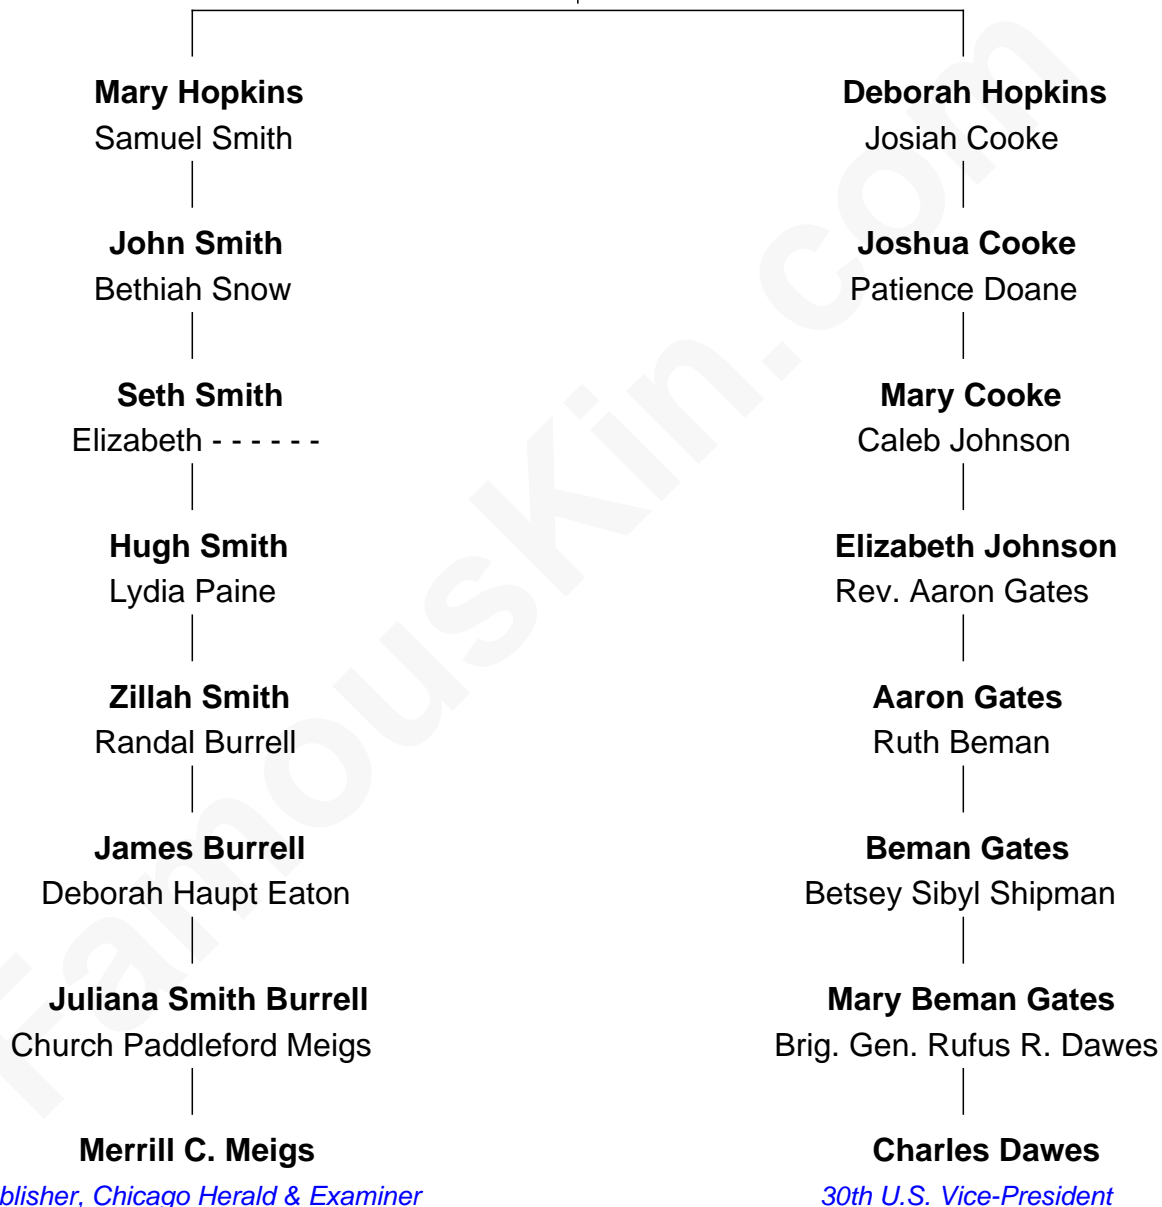 Mary Hopkins
Samuel Smith
John Smith
Bethiah Snow
Seth Smith
Elizabeth - - - - - -
Hugh Smith
Lydia Paine
Zillah Smith
Randal Burrell
James Burrell
Deborah Haupt Eaton
Juliana Smith Burrell
Church Paddleford Meigs
Merrill C. Meigs
blisher, Chicago Herald & Examiner
Deborah Hopkins
Josiah Cooke
Joshua Cooke
Patience Doane
Mary Cooke
Caleb Johnson
Elizabeth Johnson
Rev. Aaron Gates
Aaron Gates
Ruth Beman
Beman Gates
Betsey Sibyl Shipman
Mary Beman Gates
Brig. Gen. Rufus R. Dawes
Charles Dawes
30th U.S. Vice-President
FamousKin.com